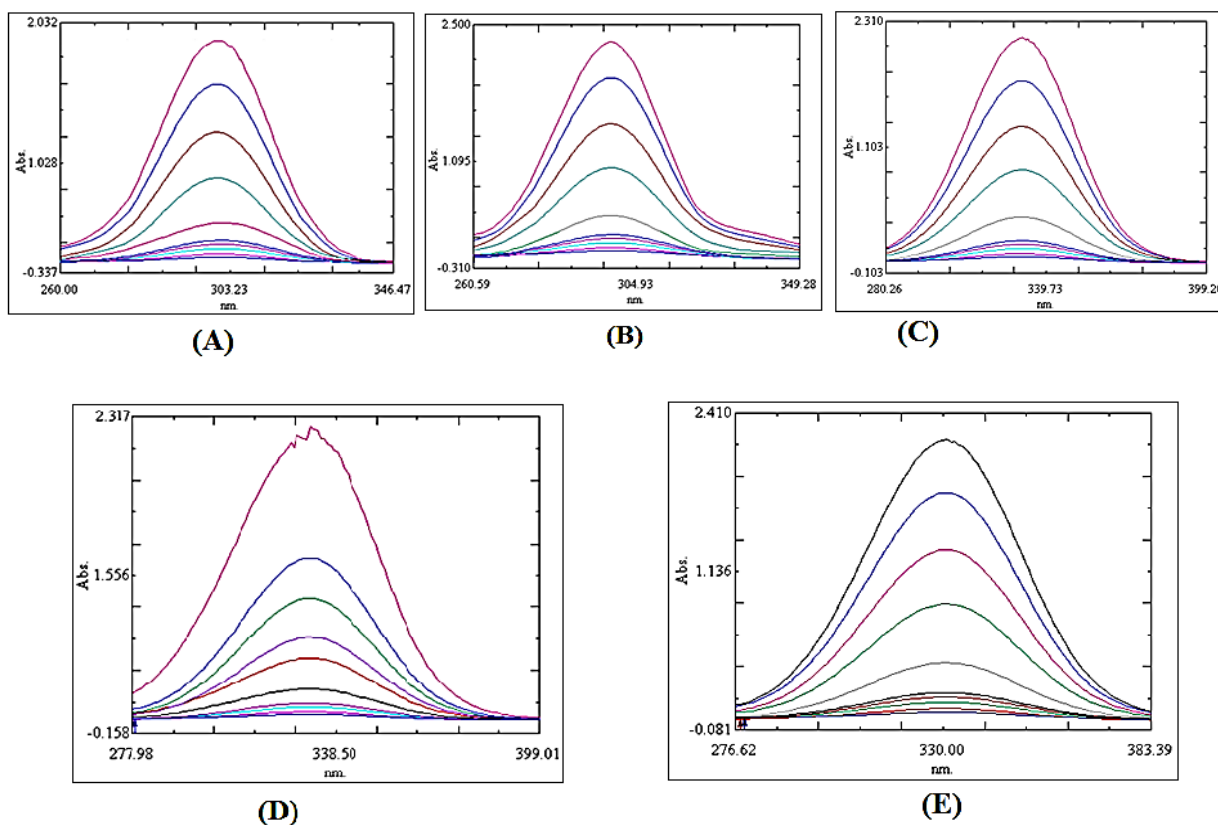 2.032
1.028
-0.337
Abs.
260.00 303.23 346.47
nm.
(A)
2.500
1.095
-0.310
Abs.
260.59 304.93 349.28
nm.
(B)
2.310
1.103
-0.103
Abs.
280.26 339.73
nm.
(C)
2.317
1.556
-0.158
Abs.
277.98 338.50 399.01
nm.
(D)
2.410
1.136
-0.081
Abs.
276.62 330.00 383.39
nm.
(E)